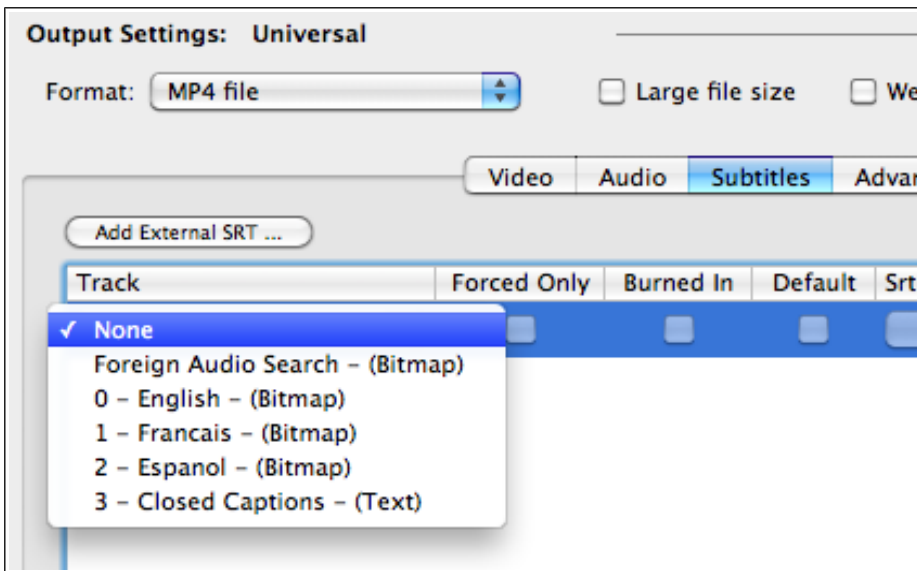 Output Settings: Universal
Format: MP4 file Large file size We
Video Audio Subtitles Advan
Add External SRT ...
Track Forced Only Burned In Default Srt
✓ None
Foreign Audio Search – (Bitmap)
0 – English – (Bitmap)
1 – Francais – (Bitmap)
2 – Espanol – (Bitmap)
3 – Closed Captions – (Text)